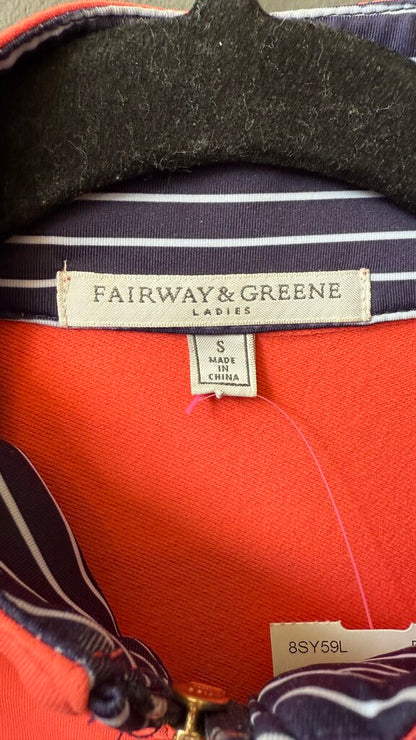 FAIRWAY & GREENE
LADIES
S
MADE
IN
CHINA
8SY59L